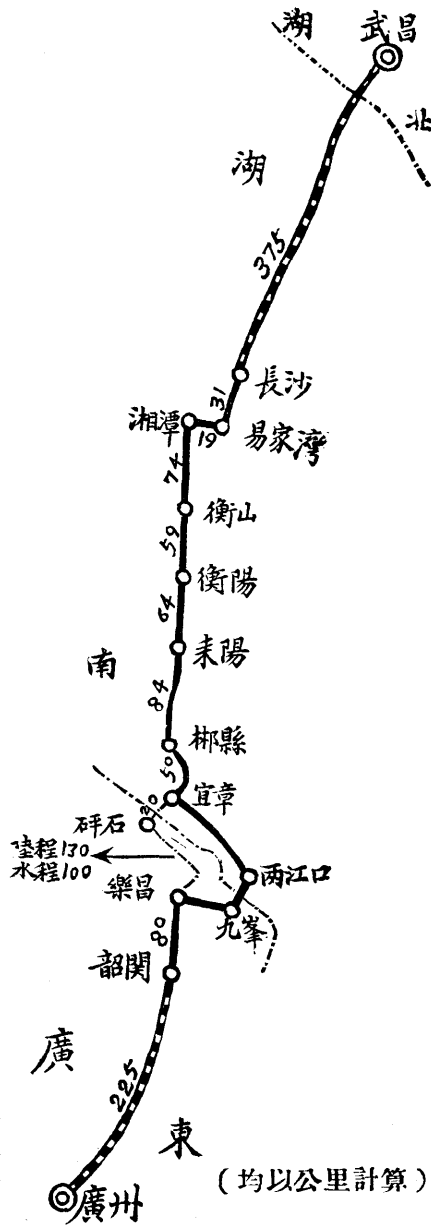 武昌
湖
北
湖
375
長沙
31
湘潭
19
易家灣
74
衡山
59
衡陽
64
耒陽
南
84
郴縣
50
宜章
30
砰石
陸程130
水程100
两江口
樂昌
九峯
80
韶関
廣
225
東
廣州
（均以公里計算）